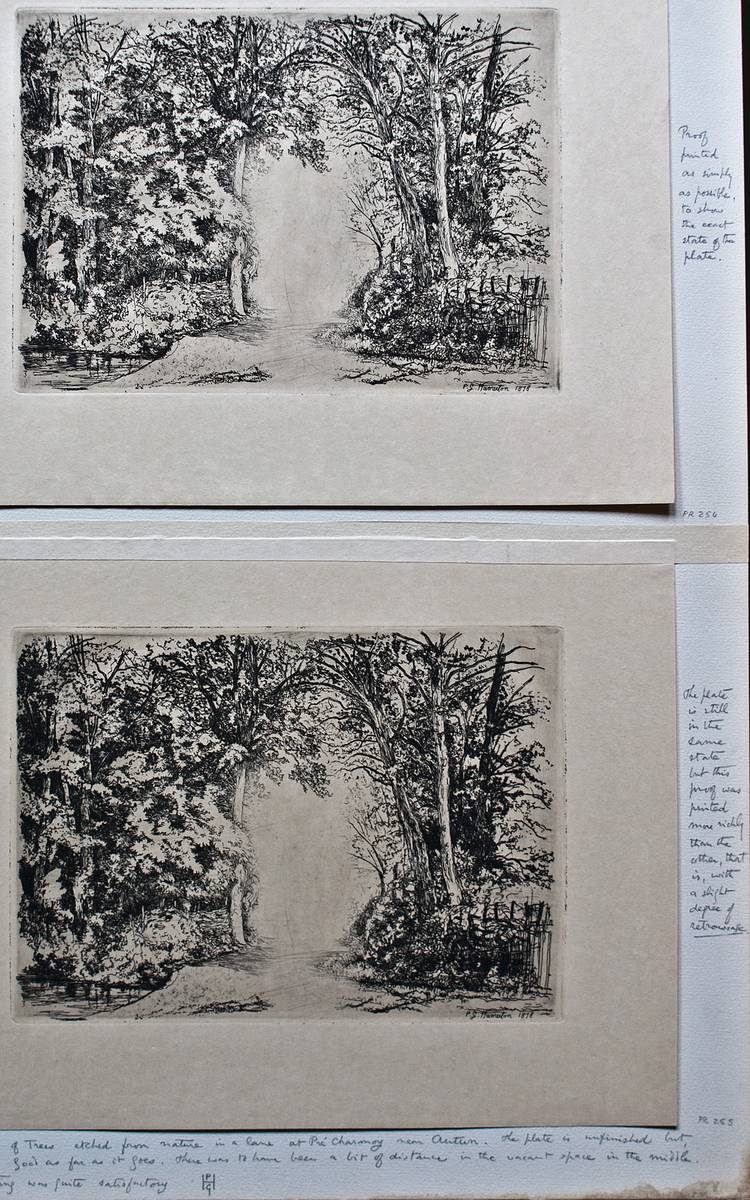 Proof
printed
as simply
as possible,
to show
the exact
state of the
plate.
P.G. Hamerton 1878
PR 254
The plate
is still
in the
same
state
but this
proof was
printed
more richly
than the
other, that
is, with
a slight
degree of
retroussage.
P.G. Hamerton 1878
PR 255
of Trees etched from nature in a lane at Pré Charmoy near Autun. The plate is unfinished but
good as far as it goes. There was to have been a bit of distance in the vacant space in the middle.
ing was quite satisfactory